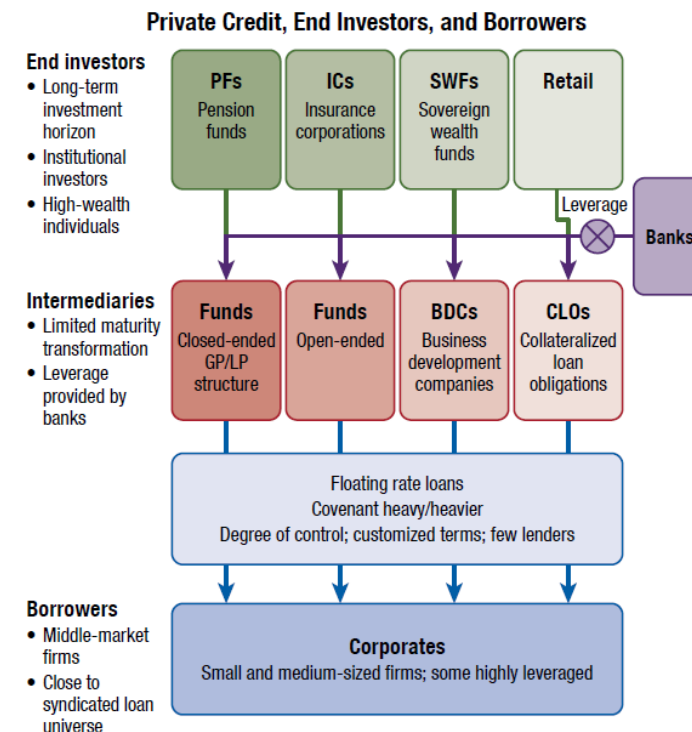 Private Credit, End Investors, and Borrowers
End investors
• Long-term
investment
horizon
• Institutional
investors
• High-wealth
individuals
PFs
Pension
funds
ICs
Insurance
corporations
SWFs
Sovereign
wealth
funds
Retail
Leverage
Banks
Intermediaries
• Limited maturity
transformation
• Leverage
provided by
banks
Funds
Closed-ended
GP/LP
structure
Funds
Open-ended
BDCs
Business
development
companies
CLOs
Collateralized
loan
obligations
Floating rate loans
Covenant heavy/heavier
Degree of control; customized terms; few lenders
Borrowers
• Middle-market
firms
• Close to
syndicated loan
universe
Corporates
Small and medium-sized firms; some highly leveraged